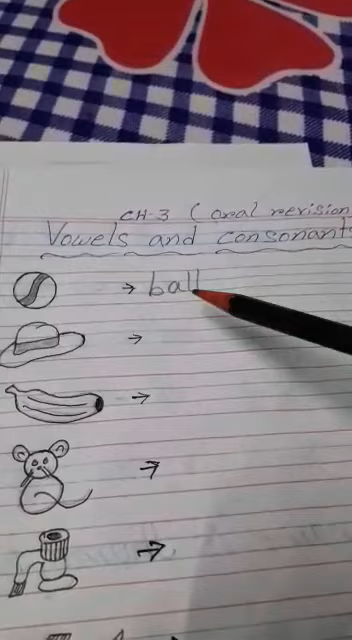 CH-3 (oral revision
Vowels and consonants
→ ball
→
→
→
→